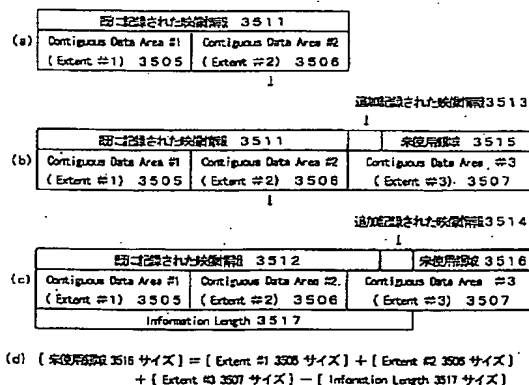 既に記録された映像情報 3511
(a) Contiguous Data Area #1 Contiguous Data Area #2
(Extent #1) 3505 (Extent #2) 3506
追加記録された映像情報3513
既に記録された映像情報 3511 未使用領域 3515
(b) Contiguous Data Area #1 Contiguous Data Area #2 Contiguous Data Area #3
(Extent #1) 3505 (Extent #2) 3506 (Extent #3) 3507
追加記録された映像情報3514
既に記録された映像情報 3512 未使用領域 3516
(c) Contiguous Data Area #1 Contiguous Data Area #2 Contiguous Data Area #3
(Extent #1) 3505 (Extent #2) 3506 (Extent #3) 3507
Information Length 3517
(d) [未使用領域 3516 サイズ] = [Extent #1 3505 サイズ] + [Extent #2 3506 サイズ]
+ [Extent #3 3507 サイズ] − [Information Length 3517 サイズ]